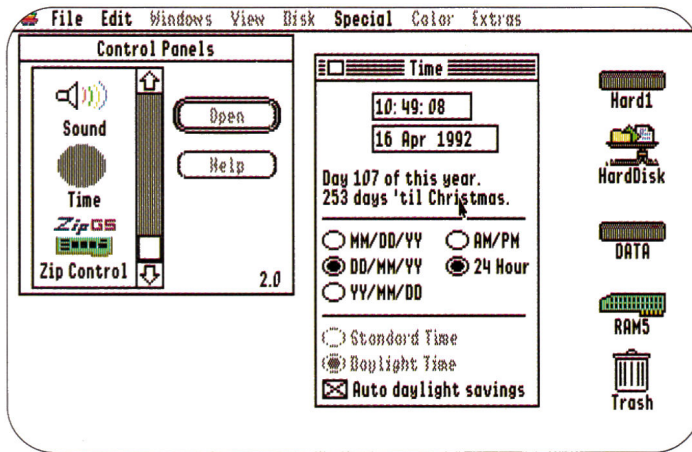 File Edit Windows View Disk Special Color Extras
Control Panels
Sound
Time
ZipGS
Zip Control
Open
Help
2.0
Time
10:49:08
16 Apr 1992
Day 107 of this year.
253 days 'til Christmas.
MM/DD/YY AM/PM
DD/MM/YY 24 Hour
YY/MM/DD
Standard Time
Daylight Time
Auto daylight savings
Hard1
HardDisk
DATA
RAM5
Trash